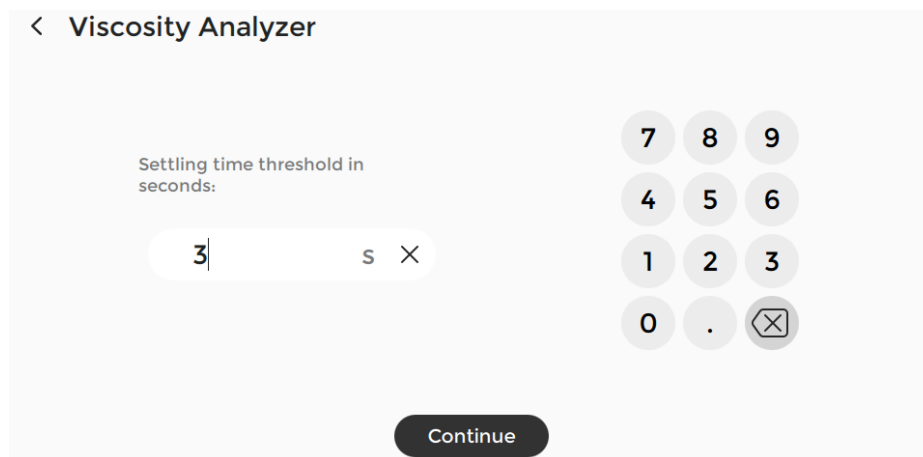 Viscosity Analyzer
Settling time threshold in
seconds:
3 s
7 8 9
4 5 6
1 2 3
0 .
Continue